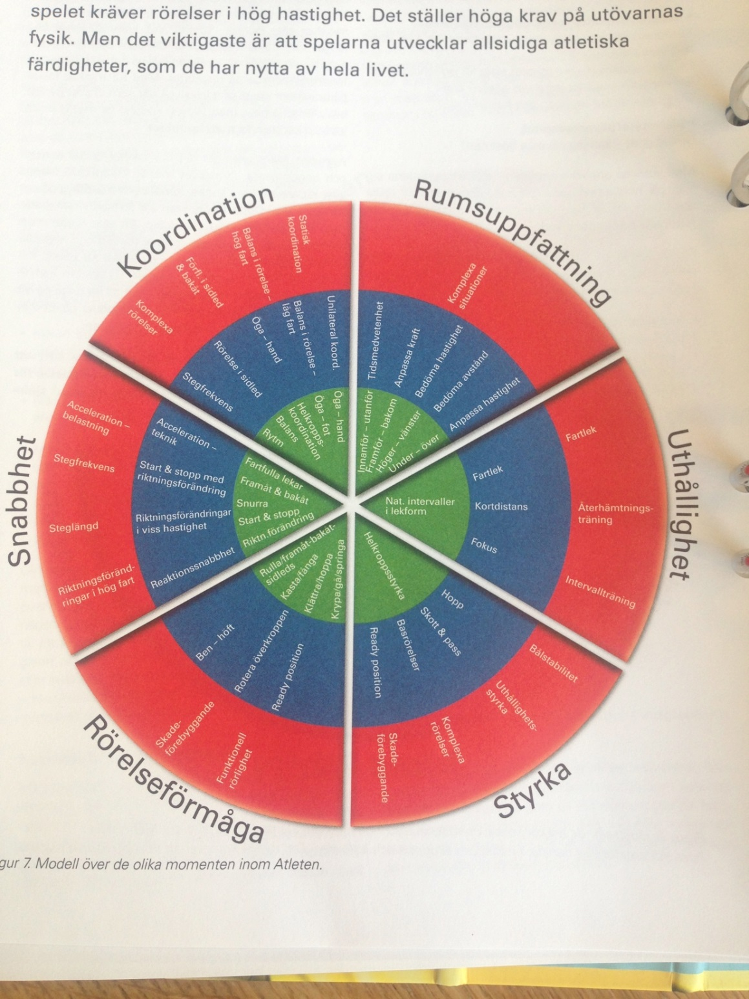 spelet kräver rörelser i hög hastighet. Det ställer höga krav på utövarnas
fysik. Men det viktigaste är att spelarna utvecklar allsidiga atletiska
färdigheter, som de har nytta av hela livet.
Koordination
Statisk
koordination
Balans i rörelse –
hög fart
Förfl. i sidled
& bakåt
Komplexa
rörelser
Unilateral koord.
Balans i rörelse –
låg fart
Öga – hand
Rörelse i sidled
Stegfrekvens
Öga – hand
Öga – fot
Helkropps-
koordination
Balans
Rytm
Rumsuppfattning
Komplexa
situationer
Tidsmedvetenhet
Anpassa kraft
Bedöma hastighet
Bedöma avstånd
Anpassa hastighet
Innanför – utanför
Framför – bakom
Höger – vänster
Under – över
Uthållighet
Fartlek
Återhämtnings-
träning
Intervallträning
Fartlek
Kortdistans
Fokus
Nat. intervaller
i lekform
Styrka
Bålstabilitet
Uthållighets-
styrka
Komplexa
rörelser
Skade-
förebyggande
Hopp
Skott & pass
Basrörelser
Ready position
Helkroppsstyrka
Rörelseförmåga
Skade-
förebyggande
Funktionell
rörlighet
Ben – höft
Rotera överkroppen
Ready position
Rulla/framåt-bakåt-
sidleds
Kasta/fånga
Klättra/hoppa
Krypa/gå/springa
Snabbhet
Acceleration –
belastning
Stegfrekvens
Steglängd
Riktningsföränd-
ringar i hög fart
Acceleration –
teknik
Start & stopp med
riktningsförändring
Riktningsförändringar
i viss hastighet
Reaktionssnabbhet
Fartfulla lekar
Framåt & bakåt
Snurra
Start & stopp
Riktn.förändring
gur 7. Modell över de olika momenten inom Atleten.